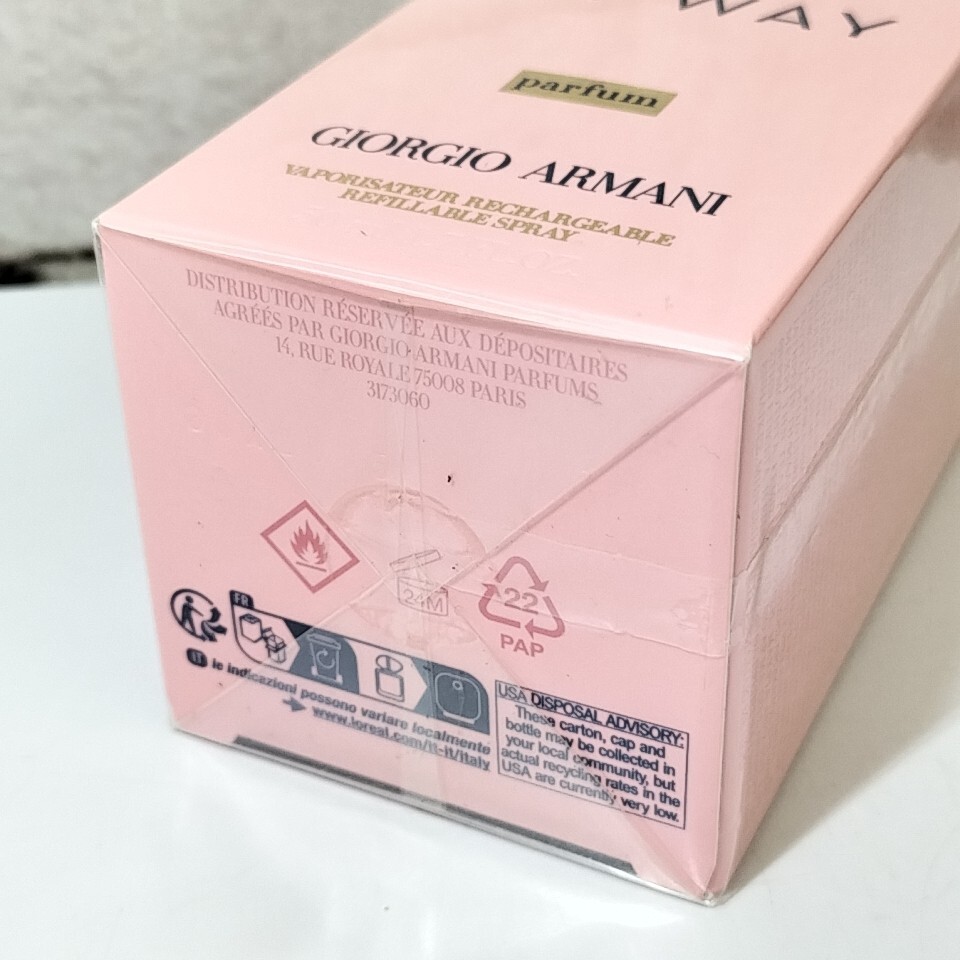 WAY
parfum
GIORGIO ARMANI
VAPORISATEUR RECHARGEABLE
REFILLABLE SPRAY
DISTRIBUTION RÉSERVÉE AUX DÉPOSITAIRES
AGRÉÉS PAR GIORGIO ARMANI PARFUMS
14, RUE ROYALE 75008 PARIS
3173060
24M
22
PAP
FR
IT le indicazioni possono variare localmente
www.loreal.com/it-it/italy
USA DISPOSAL ADVISORY:
These carton, cap and
bottle may be collected in
your local community, but
actual recycling rates in the
USA are currently very low.